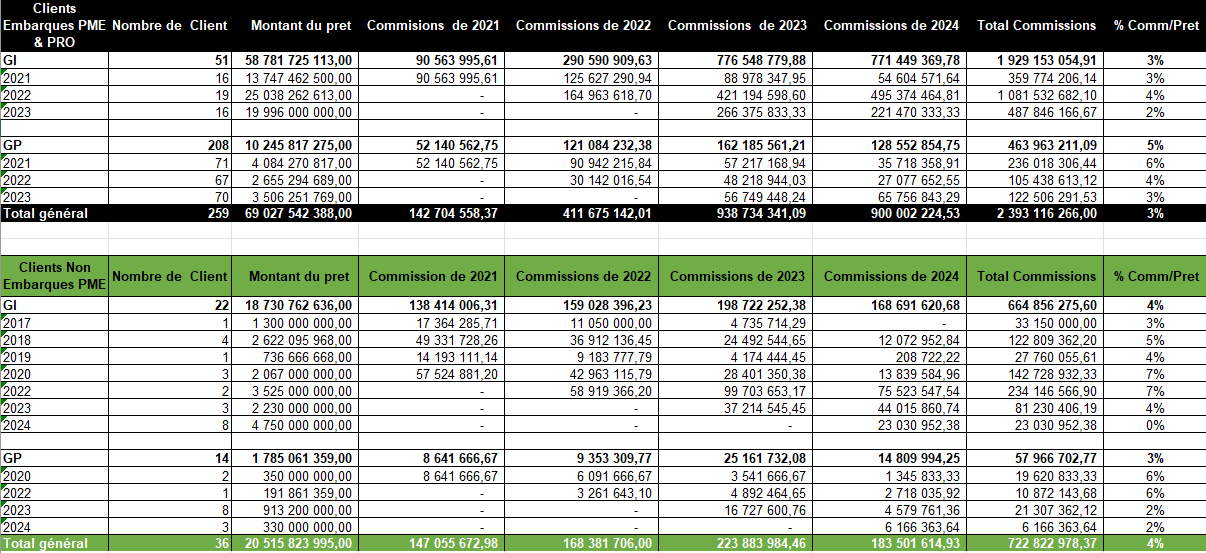 Clients Embarques PME & PRO Nombre de Client Montant du pret Commisions de 2021 Commissions de 2022 Commissions de 2023 Commissions de 2024 Total Commissions % Comm/Pret
GI 51 58 781 725 113,00 90 563 995,61 290 590 909,63 776 548 779,88 771 449 369,78 1 929 153 054,91 3%
2021 16 13 747 462 500,00 90 563 995,61 125 627 290,94 88 978 347,95 54 604 571,64 359 774 206,14 3%
2022 19 25 038 262 613,00 - 164 963 618,70 421 194 598,60 495 374 464,81 1 081 532 682,10 4%
2023 16 19 996 000 000,00 - - 266 375 833,33 221 470 333,33 487 846 166,67 2%
GP 208 10 245 817 275,00 52 140 562,75 121 084 232,38 162 185 561,21 128 552 854,75 463 963 211,09 5%
2021 71 4 084 270 817,00 52 140 562,75 90 942 215,84 57 217 168,94 35 718 358,91 236 018 306,44 6%
2022 67 2 655 294 689,00 - 30 142 016,54 48 218 944,03 27 077 652,55 105 438 613,12 4%
2023 70 3 506 251 769,00 - - 56 749 448,24 65 756 843,29 122 506 291,53 3%
Total général 259 69 027 542 388,00 142 704 558,37 411 675 142,01 938 734 341,09 900 002 224,53 2 393 116 266,00 3%
Clients Non Embarques PME Nombre de Client Montant du pret Commission de 2021 Commissions de 2022 Commissions de 2023 Commissions de 2024 Total Commissions % Comm/Pret
GI 22 18 730 762 636,00 138 414 006,31 159 028 396,23 198 722 252,38 168 691 620,68 664 856 275,60 4%
2017 1 1 300 000 000,00 17 364 285,71 11 050 000,00 4 735 714,29 - 33 150 000,00 3%
2018 4 2 622 095 968,00 49 331 728,26 36 912 136,45 24 492 544,65 12 072 952,84 122 809 362,20 5%
2019 1 736 666 668,00 14 193 111,14 9 183 777,79 4 174 444,45 208 722,22 27 760 055,61 4%
2020 3 2 067 000 000,00 57 524 881,20 42 963 115,79 28 401 350,38 13 839 584,96 142 728 932,33 7%
2022 2 3 525 000 000,00 - 58 919 366,20 99 703 653,17 75 523 547,54 234 146 566,90 7%
2023 3 2 230 000 000,00 - - 37 214 545,45 44 015 860,74 81 230 406,19 4%
2024 8 4 750 000 000,00 - - - 23 030 952,38 23 030 952,38 0%
GP 14 1 785 061 359,00 8 641 666,67 9 353 309,77 25 161 732,08 14 809 994,25 57 966 702,77 3%
2020 2 350 000 000,00 8 641 666,67 6 091 666,67 3 541 666,67 1 345 833,33 19 620 833,33 6%
2022 1 191 861 359,00 - 3 261 643,10 4 892 464,65 2 718 035,92 10 872 143,68 6%
2023 8 913 200 000,00 - - 16 727 600,76 4 579 761,36 21 307 362,12 2%
2024 3 330 000 000,00 - - - 6 166 363,64 6 166 363,64 2%
Total général 36 20 515 823 995,00 147 055 672,98 168 381 706,00 223 883 984,46 183 501 614,93 722 822 978,37 4%